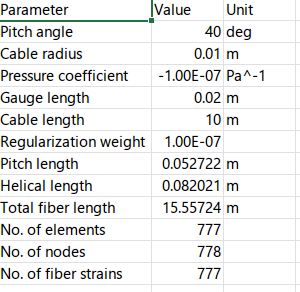 Parameter Value Unit
Pitch angle 40 deg
Cable radius 0.01 m
Pressure coefficient -1.00E-07 Pa^-1
Gauge length 0.02 m
Cable length 10 m
Regularization weight 1.00E-07
Pitch length 0.052722 m
Helical length 0.082021 m
Total fiber length 15.55724 m
No. of elements 777
No. of nodes 778
No. of fiber strains 777